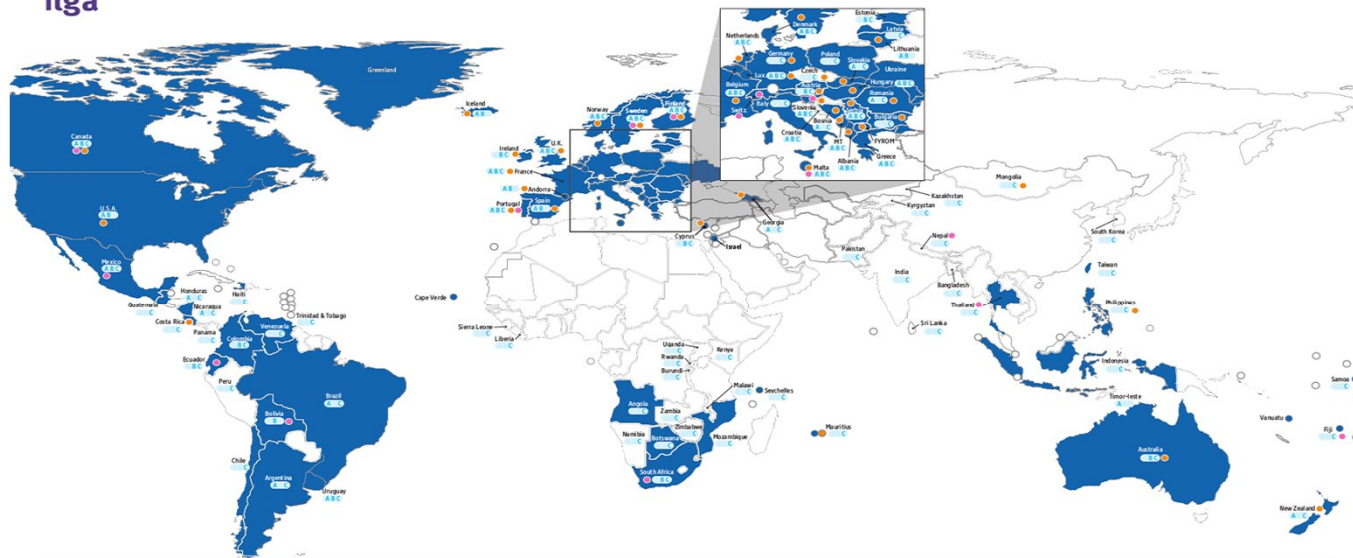 ilga
Greenland
Iceland
A B
Canada
A B C
U.S.A.
A B
Mexico
A B C
Guatemala
C
Honduras
A C
Nicaragua
A C
Costa Rica
C
Panama
C
Haiti
C
Trinidad & Tobago
C
Venezuela
C
Colombia
B C
Ecuador
B C
Peru
C
Brazil
A C
Bolivia
B
Chile
C
Argentina
A C
Uruguay
A B C
Norway
Sweden
A B C
Finland
A B C
Ireland
B C
U.K.
A B C
France
A B C
Andorra
A B
Portugal
A B C
Spain
A B
Cape Verde
Sierra Leone
C
Liberia
C
Netherlands
A B C
Denmark
A B C
Estonia
B C
Latvia
C
Lithuania
A B
Germany
C
Poland
C
Slovakia
A C
Ukraine
Lux.
A B C
Czech
C
Belgium
A B C
Austria
B C
Hungary
A B C
Romania
A C
Switz.
Italy
C
Slovenia
A B C
Serbia
A B C
Bulgaria
Bosnia
A C
Croatia
A B C
MT
A B C
Albania
A B C
FYROM
Greece
A B C
Malta
A B C
Cyprus
B C
Israel
Georgia
A C
Kazakhstan
C
Kyrgyztan
C
Mongolia
C
Nepal
C
Pakistan
C
India
C
Bangladesh
C
Sri Lanka
C
Thailand
C
South Korea
C
Taiwan
C
Philippines
C
Indonesia
C
Timor-leste
A
Uganda
C
Rwanda
C
Burundi
C
Kenya
C
Malawi
C
Seychelles
C
Angola
C
Zambia
C
Zimbabwe
C
Mozambique
C
Namibia
C
Botswana
C
South Africa
B C
Mauritius
C
Australia
B C
New Zealand
A C
Vanuatu
Fiji
C
Samoa
C